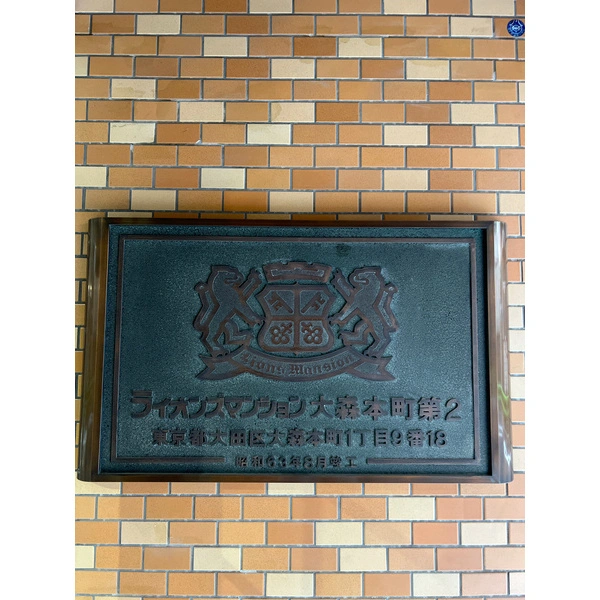 Lions Mansion
ライオンズマンション大森本町第2
東京都大田区大森本町1丁目9番18
昭和63年8月竣工